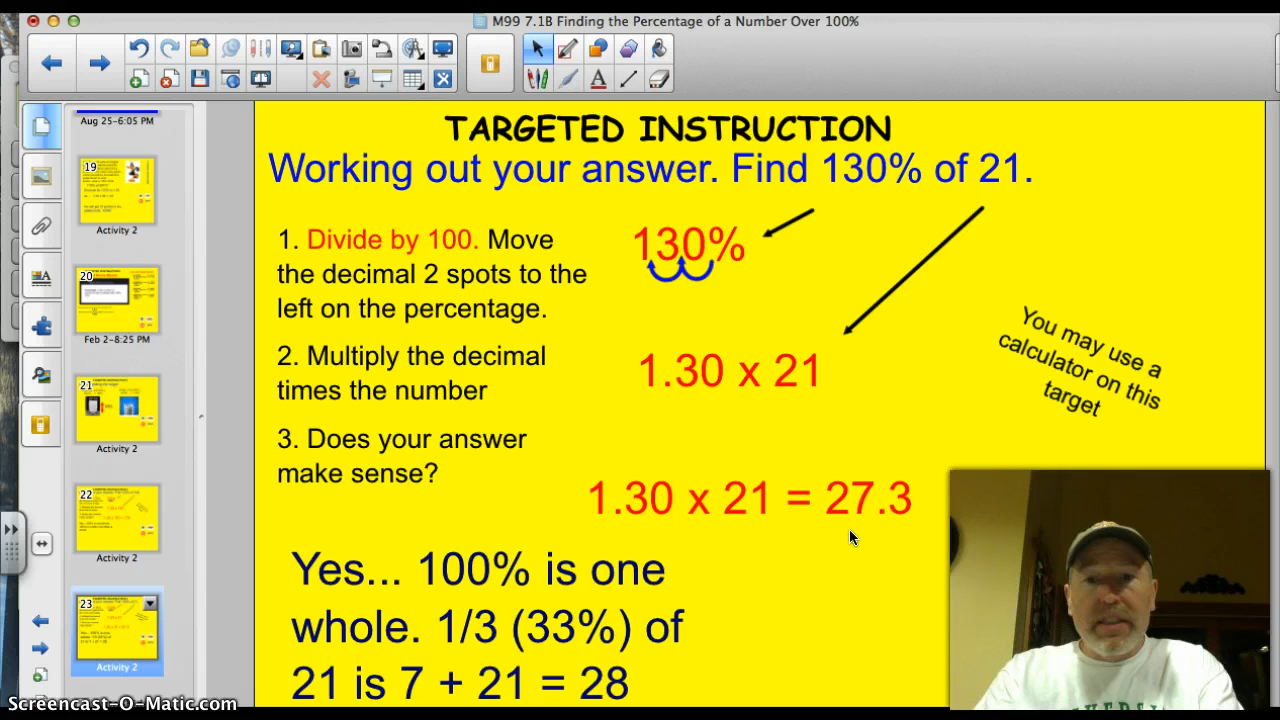 M99 7.1B Finding the Percentage of a Number Over 100%
Aug 25-6:05 PM
19
Activity 2
20
Feb 2-8:25 PM
21
Activity 2
22
Activity 2
23
Activity 2
TARGETED INSTRUCTION
Working out your answer. Find 130% of 21.
1. Divide by 100. Move
the decimal 2 spots to the
left on the percentage.
130%
2. Multiply the decimal
times the number
1.30 x 21
You may use a
calculator on this
target
3. Does your answer
make sense?
1.30 x 21 = 27.3
Yes... 100% is one
whole. 1/3 (33%) of
21 is 7 + 21 = 28
Screencast-O-Matic.com